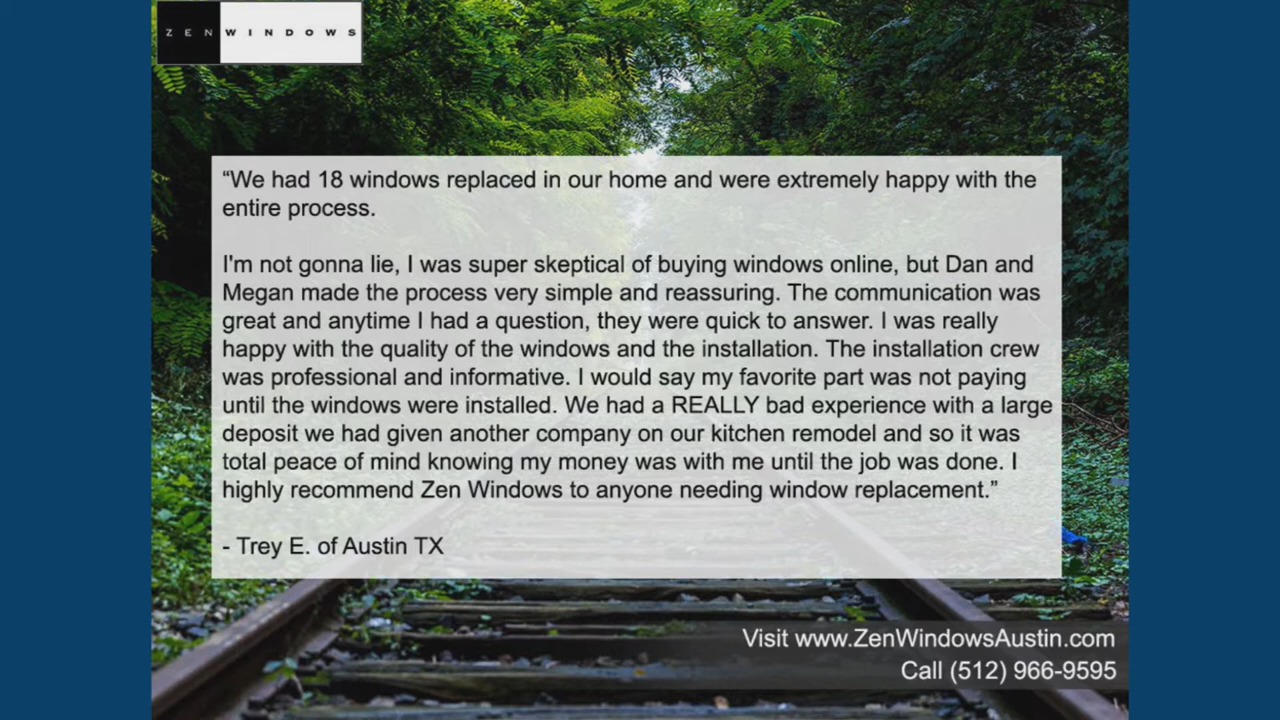 ZEN WINDOWS
“We had 18 windows replaced in our home and were extremely happy with the
entire process.
I'm not gonna lie, I was super skeptical of buying windows online, but Dan and
Megan made the process very simple and reassuring. The communication was
great and anytime I had a question, they were quick to answer. I was really
happy with the quality of the windows and the installation. The installation crew
was professional and informative. I would say my favorite part was not paying
until the windows were installed. We had a REALLY bad experience with a large
deposit we had given another company on our kitchen remodel and so it was
total peace of mind knowing my money was with me until the job was done. I
highly recommend Zen Windows to anyone needing window replacement.”
- Trey E. of Austin TX
Visit www.ZenWindowsAustin.com
Call (512) 966-9595